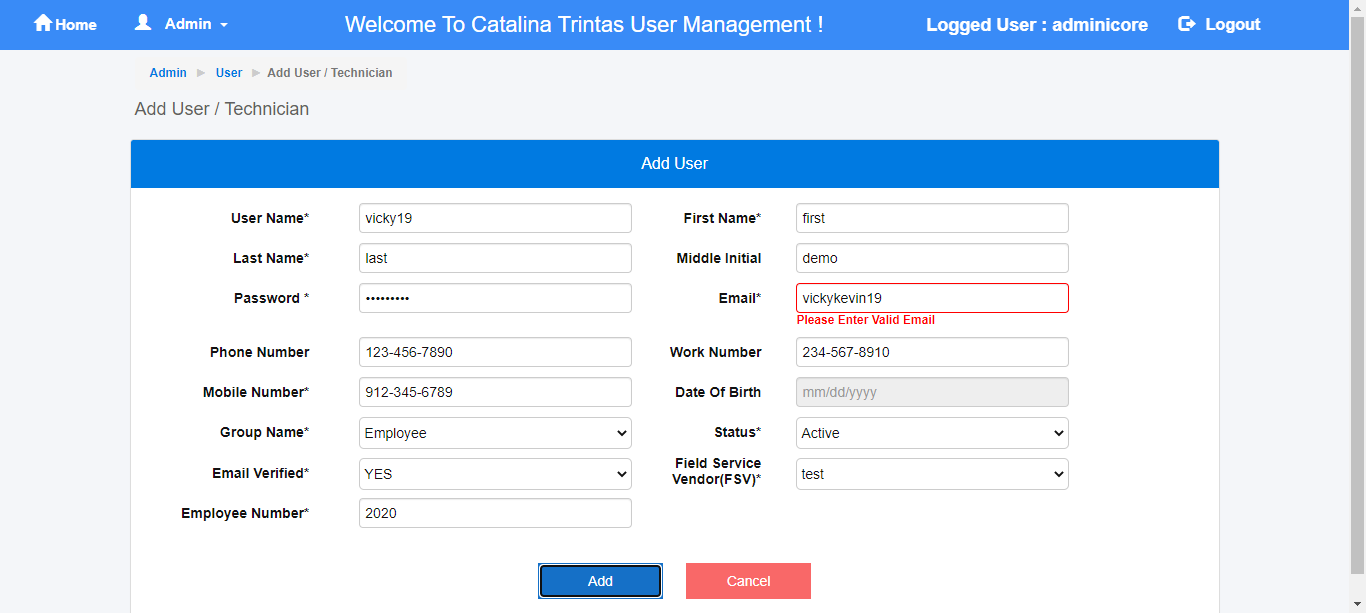 Home Admin Welcome To Catalina Trintas User Management ! Logged User : adminicore Logout
Admin User Add User / Technician
Add User / Technician
Add User
User Name* vicky19 First Name* first
Last Name* last Middle Initial demo
Password * ••••••••• Email* vickykevin19
Please Enter Valid Email
Phone Number 123-456-7890 Work Number 234-567-8910
Mobile Number* 912-345-6789 Date Of Birth mm/dd/yyyy
Group Name* Employee Status* Active
Email Verified* YES Field Service Vendor(FSV)* test
Employee Number* 2020
Add Cancel